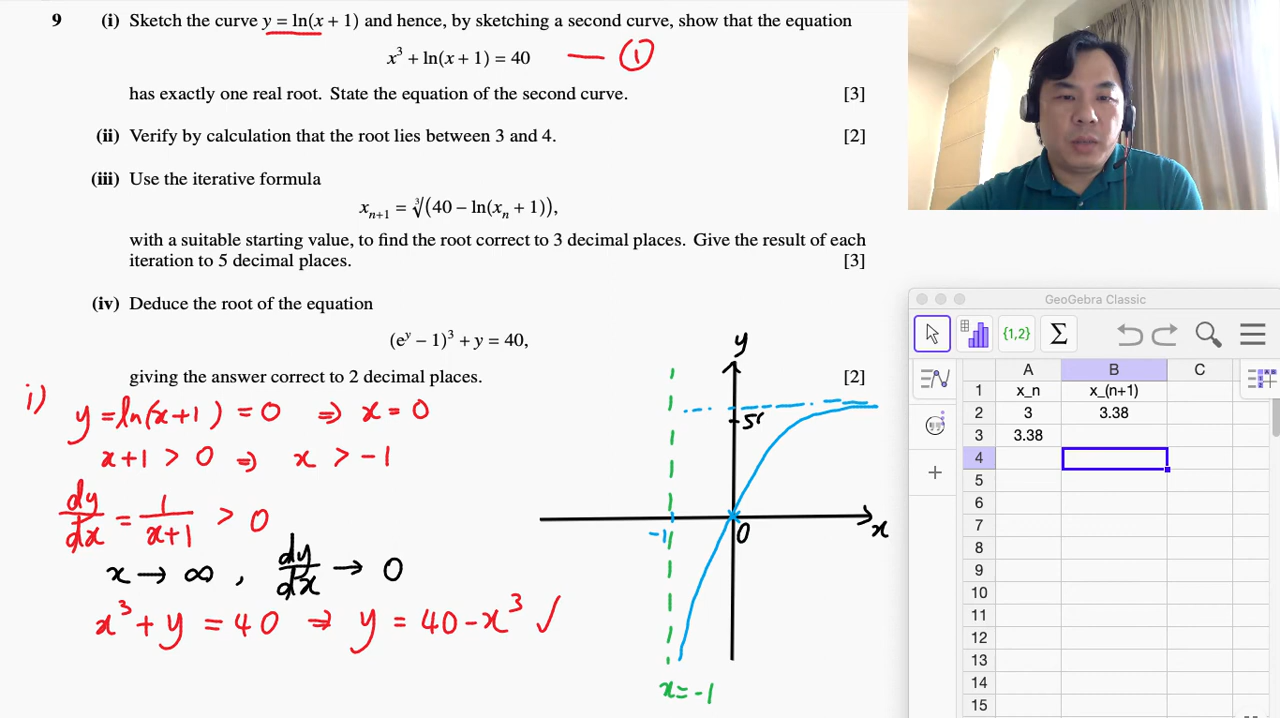 9 (i) Sketch the curve y = ln(x + 1) and hence, by sketching a second curve, show that the equation
x³ + ln(x + 1) = 40 — ①
has exactly one real root. State the equation of the second curve. [3]
(ii) Verify by calculation that the root lies between 3 and 4. [2]
(iii) Use the iterative formula
xₙ₊₁ = ∛(40 – ln(xₙ + 1)),
with a suitable starting value, to find the root correct to 3 decimal places. Give the result of each
iteration to 5 decimal places. [3]
(iv) Deduce the root of the equation
(eʸ – 1)³ + y = 40,
giving the answer correct to 2 decimal places. [2]
i) y = ln(x+1) = 0 ⇒ x = 0
x+1 > 0 ⇒ x > -1
dy/dx = 1/(x+1) > 0
x → ∞, dy/dx → 0
x³ + y = 40 ⇒ y = 40 - x³ ✓
y
-1
0
x
x = -1
GeoGebra Classic
{1,2} Σ
A B C
1 x_n x_(n+1)
2 3 3.38
3 3.38
4
5
6
7
8
9
10
11
12
13
14
15